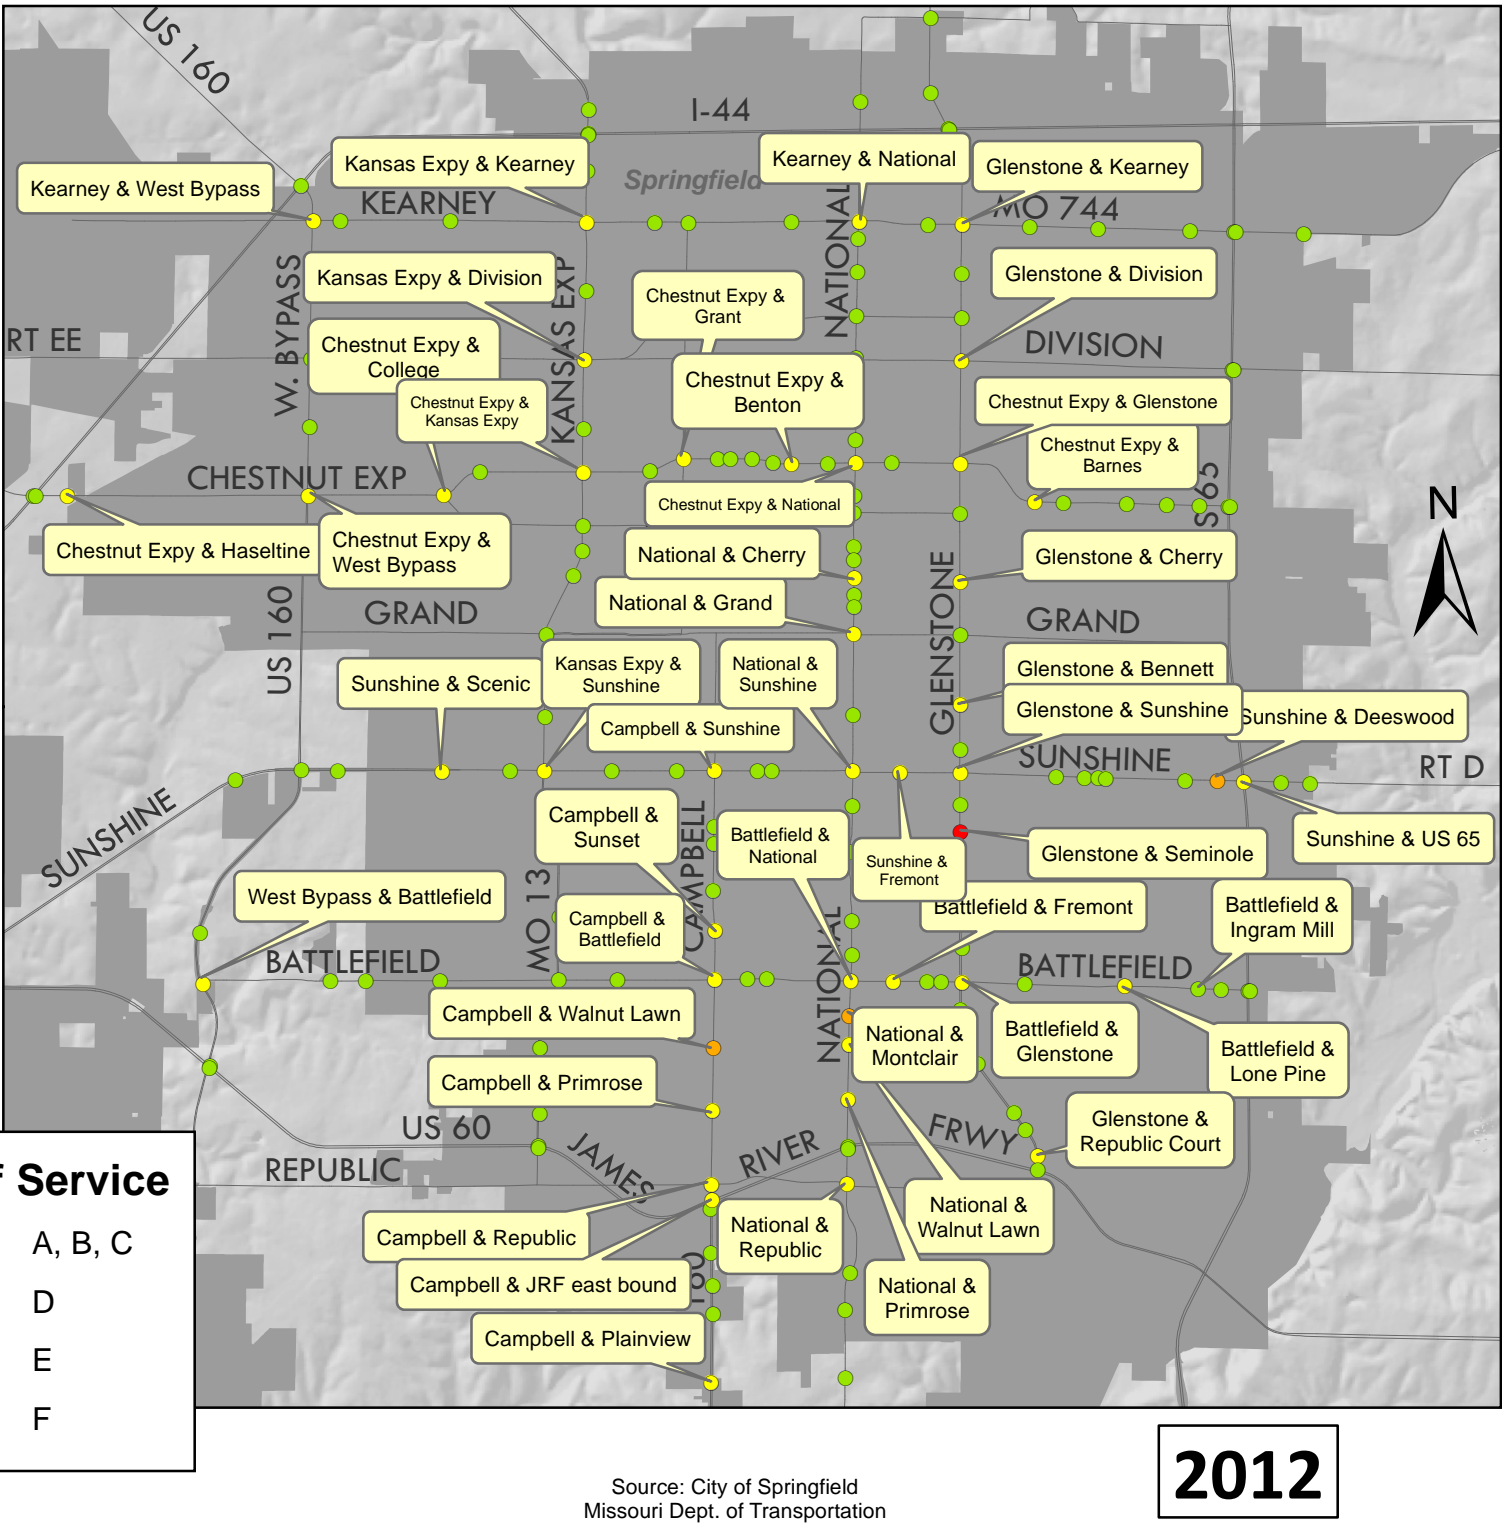 US 160
I-44
Kansas Expy & Kearney
Kearney & National
Glenstone & Kearney
Kearney & West Bypass
Springfield
KEARNEY
MO 744
NATIONAL
Kansas Expy & Division
Glenstone & Division
W. BYPASS
KANSAS EXP
Chestnut Expy &
Grant
RT EE
Chestnut Expy &
College
DIVISION
Chestnut Expy &
Benton
Chestnut Expy &
Kansas Expy
Chestnut Expy & Glenstone
Chestnut Expy &
Barnes
CHESTNUT EXP
S 65
N
Chestnut Expy & National
Chestnut Expy & Haseltine
Chestnut Expy &
West Bypass
National & Cherry
Glenstone & Cherry
National & Grand
GRAND
GRAND
US 160
GLENSTONE
Sunshine & Scenic
Kansas Expy &
Sunshine
National &
Sunshine
Glenstone & Bennett
Glenstone & Sunshine
Sunshine & Deeswood
Campbell & Sunshine
SUNSHINE
RT D
SUNSHINE
Campbell &
Sunset
CAMPBELL
Battlefield &
National
Sunshine &
Fremont
Glenstone & Seminole
Sunshine & US 65
West Bypass & Battlefield
MO 13
Campbell &
Battlefield
Battlefield & Fremont
Battlefield &
Ingram Mill
BATTLEFIELD
BATTLEFIELD
NATIONAL
Campbell & Walnut Lawn
National &
Montclair
Battlefield &
Glenstone
Battlefield &
Lone Pine
Campbell & Primrose
Glenstone &
Republic Court
US 60
JAMES
RIVER
FRWY
REPUBLIC
National &
Walnut Lawn
National &
Republic
Campbell & Republic
Campbell & JRF east bound
160
National &
Primrose
Campbell & Plainview
f Service
A, B, C
D
E
F
2012
Source: City of Springfield
Missouri Dept. of Transportation